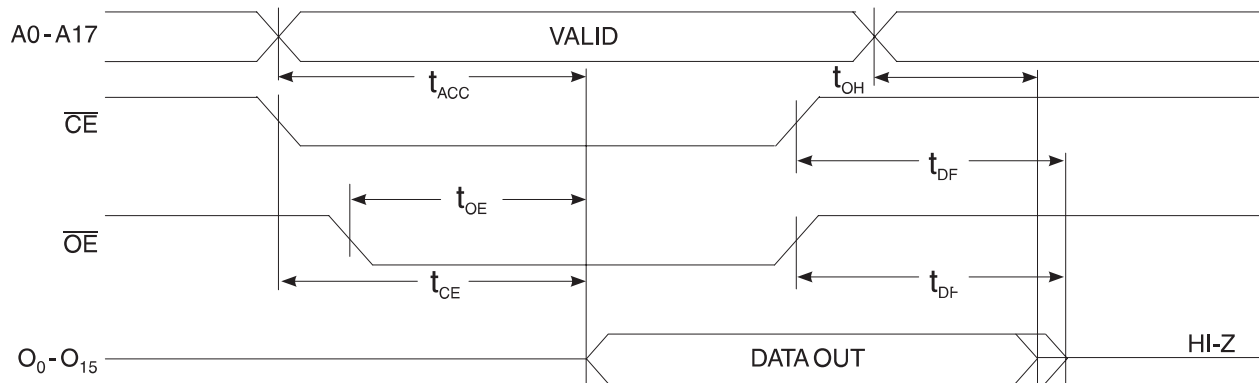 A0-A17
VALID
tACC
tOH
CE
tDF
tOE
OE
tCE
tDF
O0-O15
DATA OUT
HI-Z